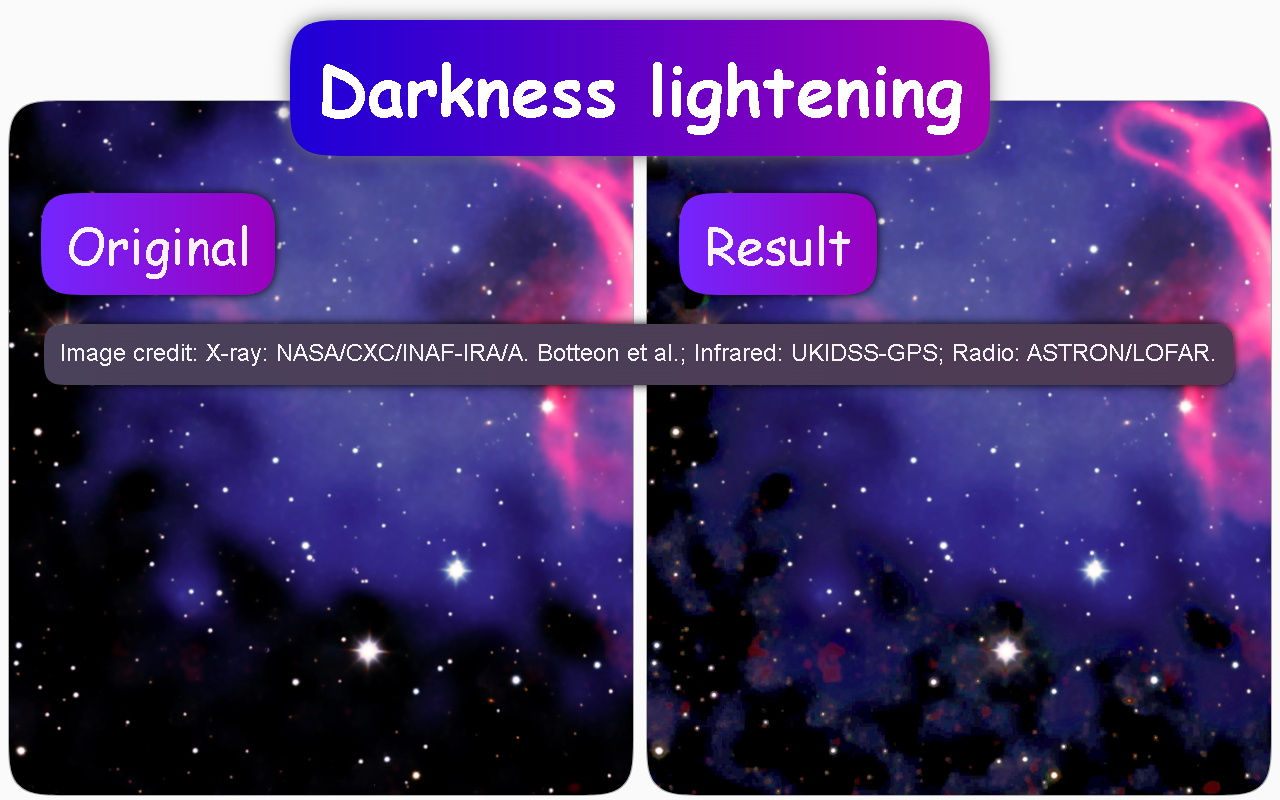 Darkness lightening
Original
Result
Image credit: X-ray: NASA/CXC/INAF-IRA/A. Botteon et al.; Infrared: UKIDSS-GPS; Radio: ASTRON/LOFAR.